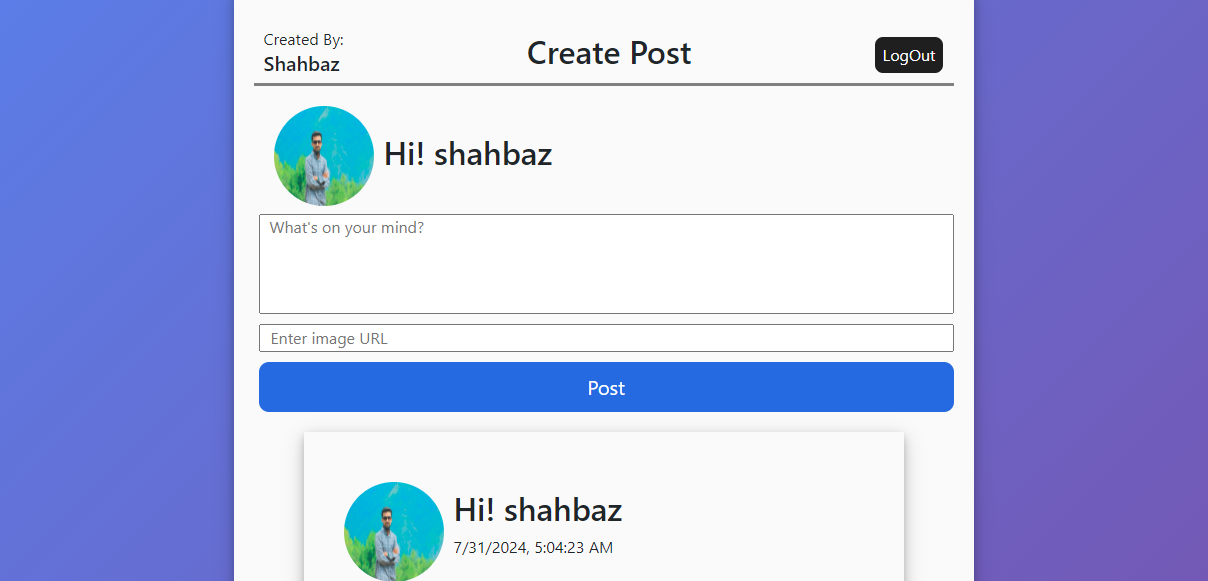 Created By:
Shahbaz
Create Post
LogOut
Hi! shahbaz
What's on your mind?
Enter image URL
Post
Hi! shahbaz
7/31/2024, 5:04:23 AM